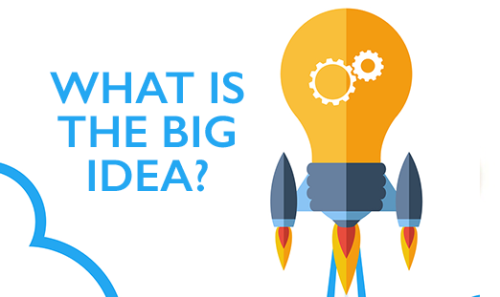 WHAT IS
THE BIG
IDEA?